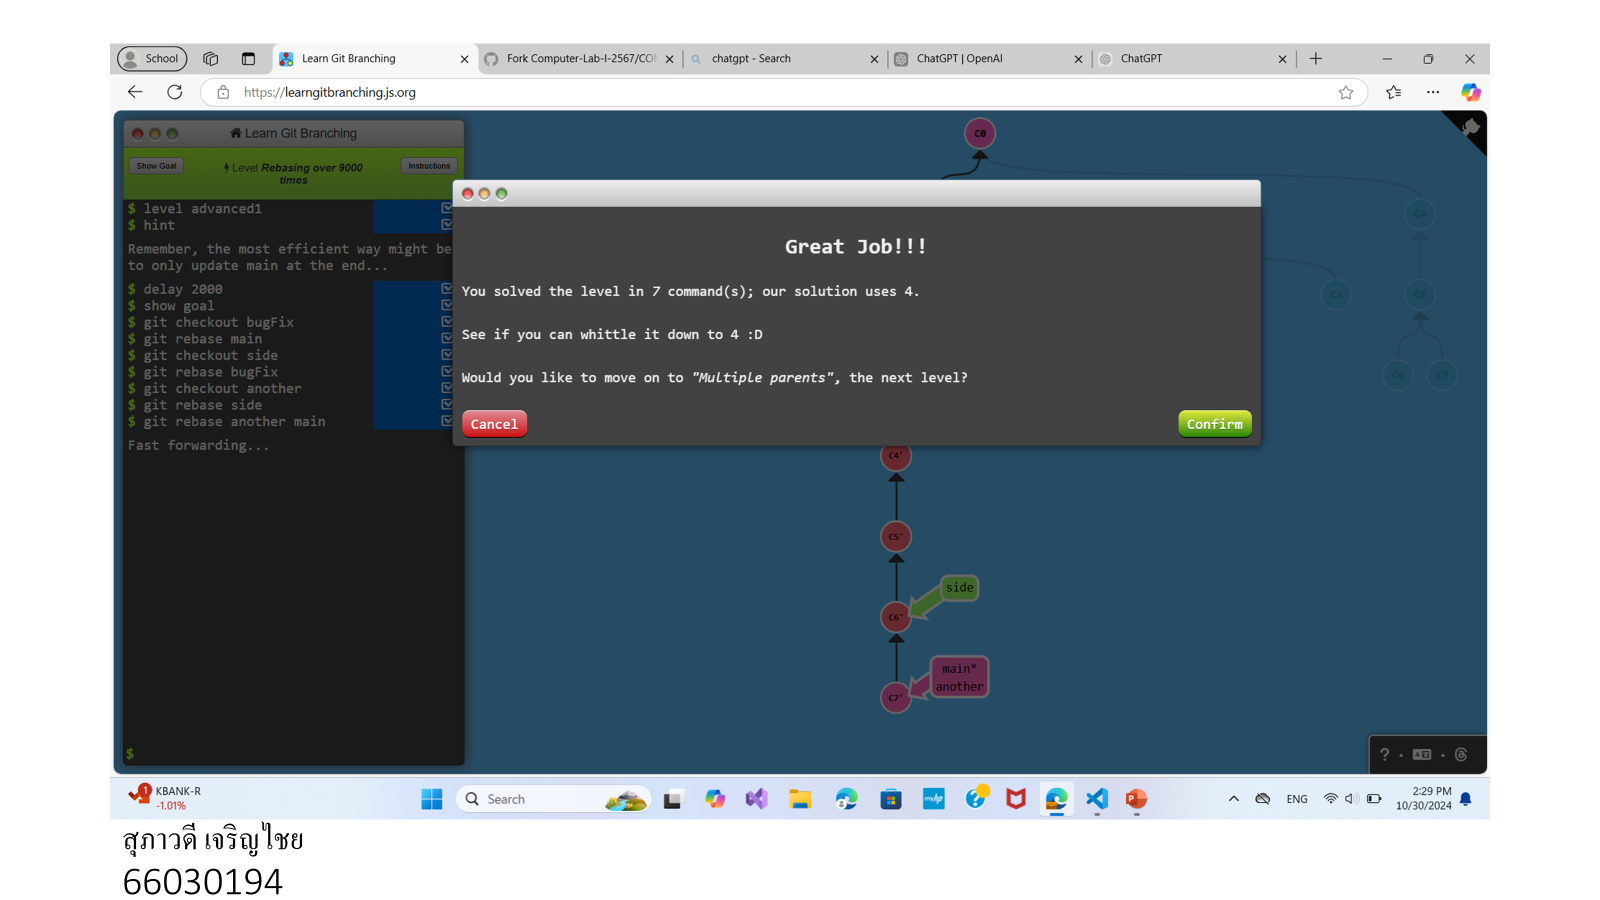 School
Learn Git Branching
Fork Computer-Lab-I-2567/CO
chatgpt - Search
ChatGPT | OpenAI
ChatGPT
https://learngitbranching.js.org
Learn Git Branching
Show Goal
Level Rebasing over 9000 times
Instructions
$ level advanced1
$ hint
Remember, the most efficient way might be
to only update main at the end...
$ delay 2000
$ show goal
$ git checkout bugFix
$ git rebase main
$ git checkout side
$ git rebase bugFix
$ git checkout another
$ git rebase side
$ git rebase another main
Fast forwarding...
$
C0
Great Job!!!
You solved the level in 7 command(s); our solution uses 4.
See if you can whittle it down to 4 :D
Would you like to move on to "Multiple parents", the next level?
Cancel
Confirm
C4
C3
C5
C6
C7
C4'
C5'
side
C6'
main*
another
C7'
?
KBANK-R
-1.01%
1
Search
myhp
ENG
2:29 PM
10/30/2024
สุภาวดี เจริญไชย
66030194